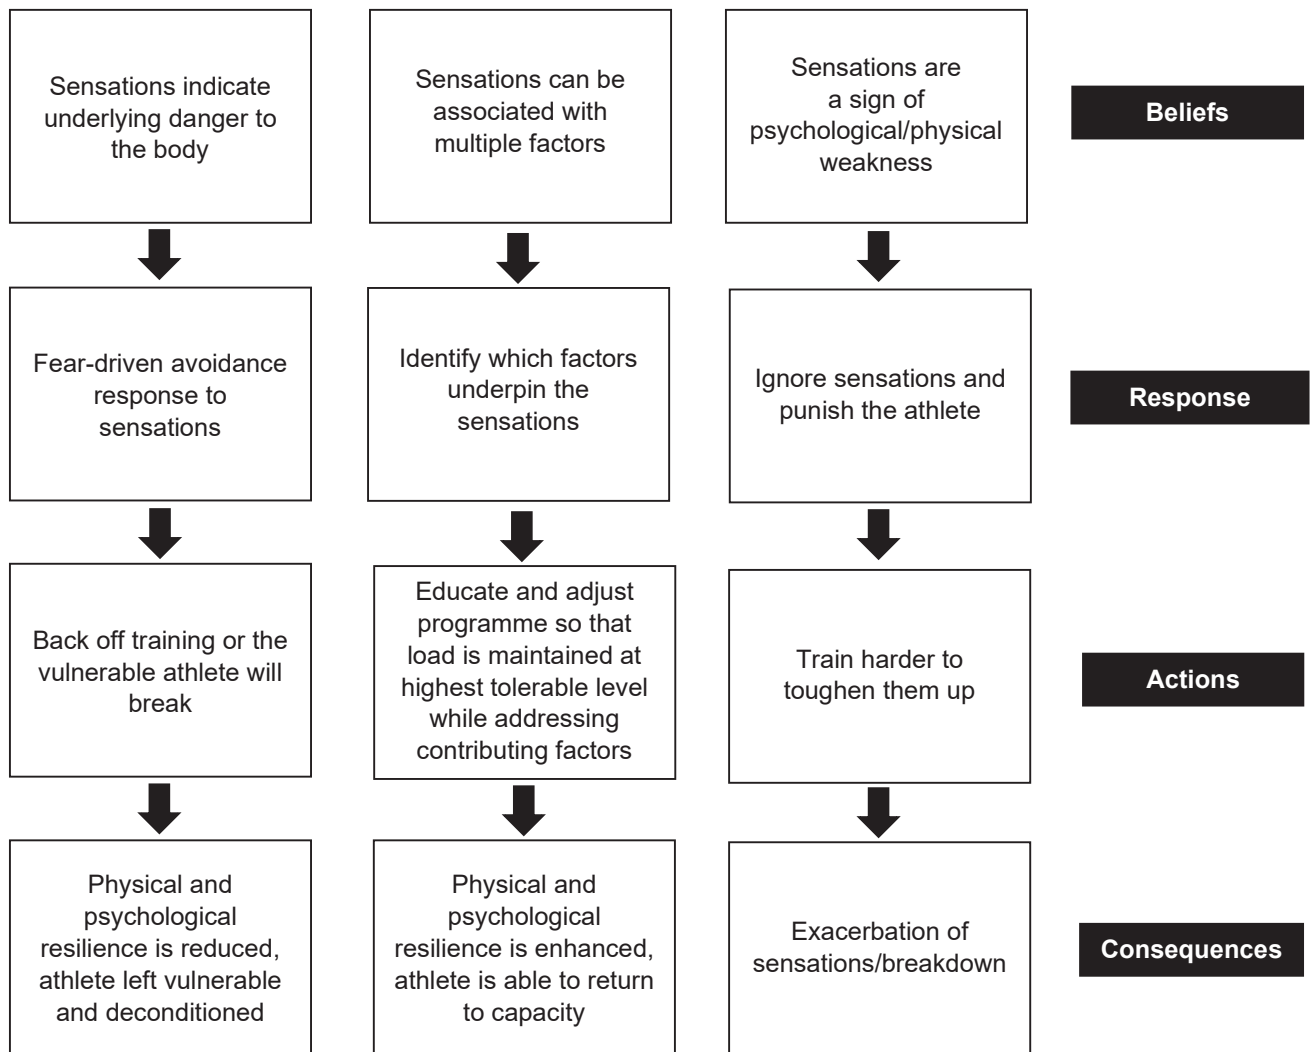 Sensations indicate
underlying danger to
the body
Sensations can be
associated with
multiple factors
Sensations are
a sign of
psychological/physical
weakness
Beliefs
Fear-driven avoidance
response to
sensations
Identify which factors
underpin the
sensations
Ignore sensations and
punish the athlete
Response
Back off training or the
vulnerable athlete will
break
Educate and adjust
programme so that
load is maintained at
highest tolerable level
while addressing
contributing factors
Train harder to
toughen them up
Actions
Physical and
psychological
resilience is reduced,
athlete left vulnerable
and deconditioned
Physical and
psychological
resilience is enhanced,
athlete is able to return
to capacity
Exacerbation of
sensations/breakdown
Consequences